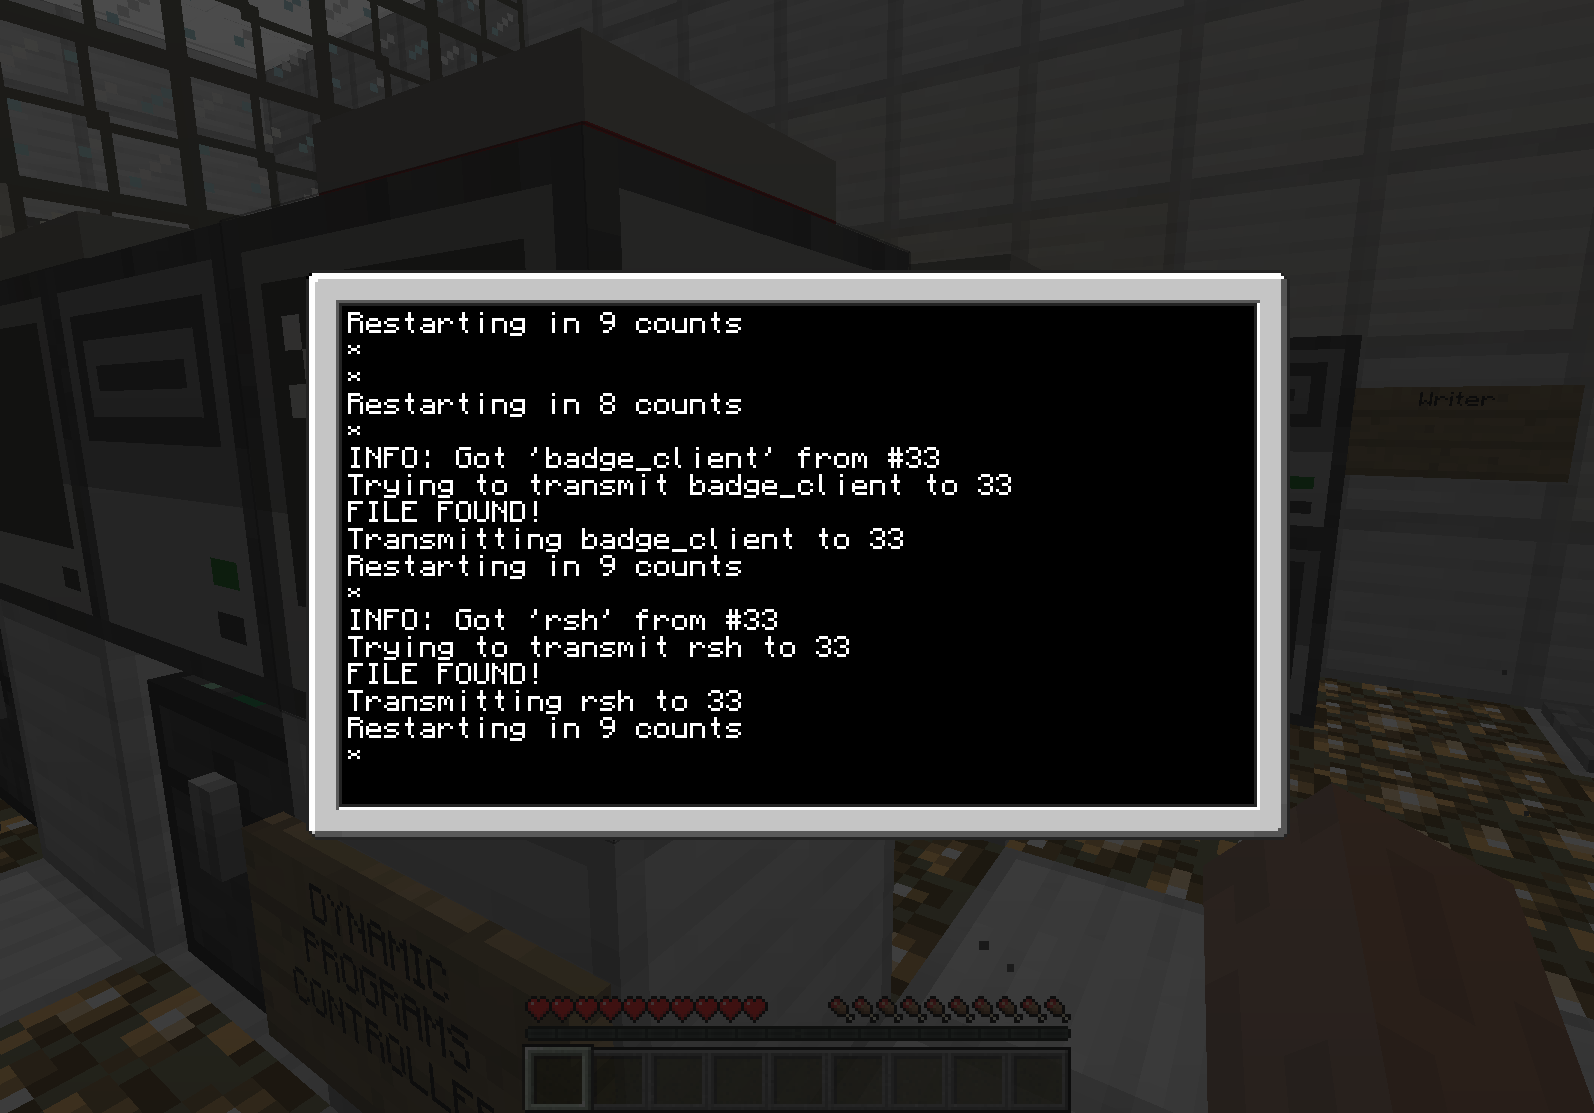 Restarting in 9 counts
×
×
Restarting in 8 counts
×
INFO: Got 'badge_client' from #33
Trying to transmit badge_client to 33
FILE FOUND!
Transmitting badge_client to 33
Restarting in 9 counts
×
INFO: Got 'rsh' from #33
Trying to transmit rsh to 33
FILE FOUND!
Transmitting rsh to 33
Restarting in 9 counts
×
Writer
DYNAMIC
PROGRAMS
CONTROLLER